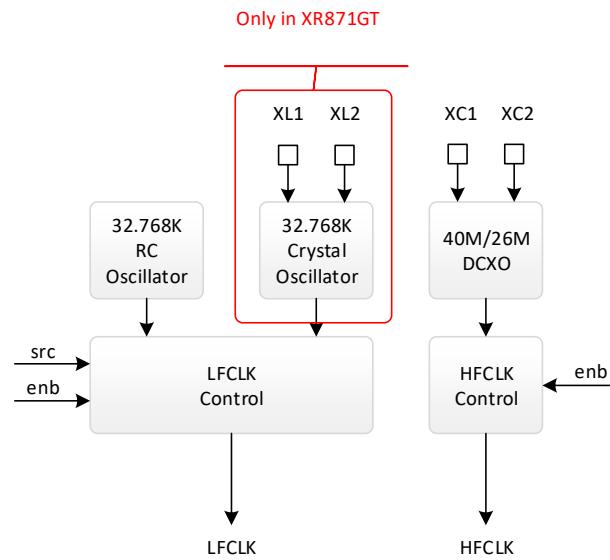 Only in XR871GT
XL1
XL2
XC1
XC2
32.768K
RC
Oscillator
32.768K
Crystal
Oscillator
40M/26M
DCXO
src
enb
LFCLK
Control
HFCLK
Control
enb
LFCLK
HFCLK